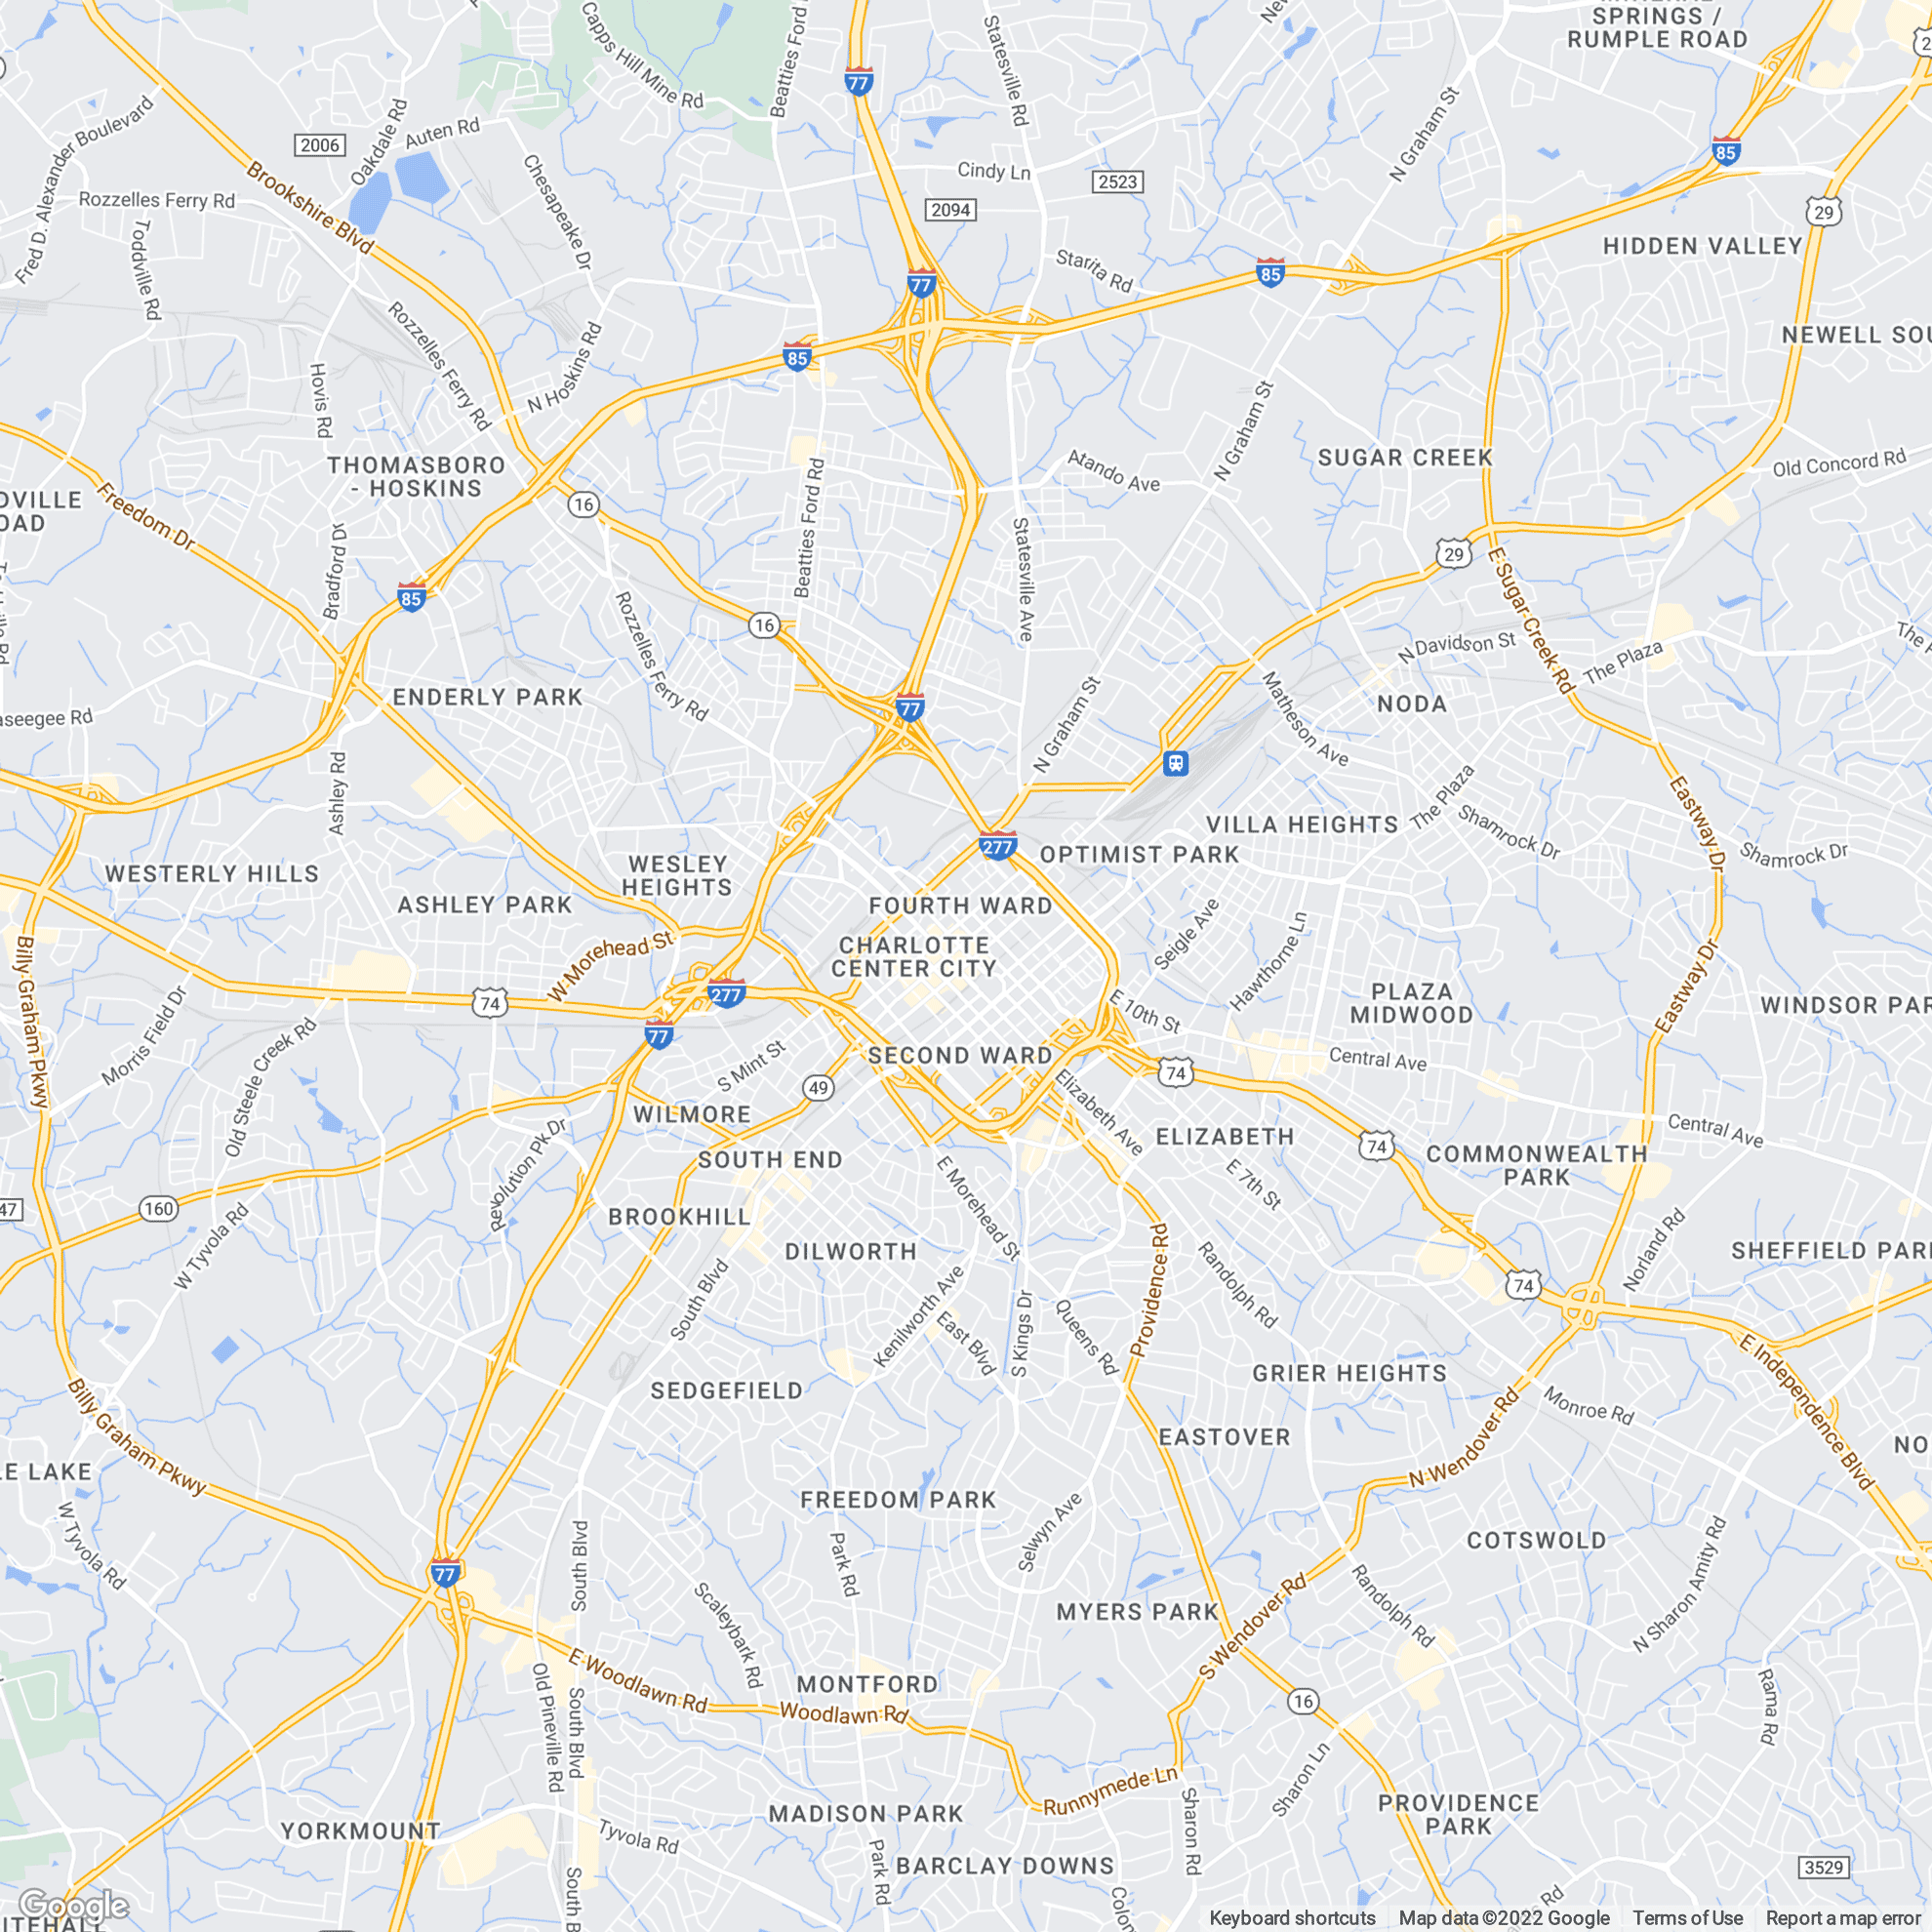 SPRINGS /
RUMPLE ROAD
Capps Hill Mine Rd
Beatties Ford
Statesville Rd
77
N Graham St
85
Fred D. Alexander Boulevard
2006
Oakdale Rd
Auten Rd
Chesapeake Dr
Cindy Ln
2523
2094
Rozzelles Ferry Rd
Toddville Rd
Brookshire Blvd
29
HIDDEN VALLEY
Starita Rd
77
85
NEWELL SOU
Rozzelles Ferry Rd
N Hoskins Rd
85
Hovis Rd
N Graham St
THOMASBORO
- HOSKINS
SUGAR CREEK
Atando Ave
Old Concord Rd
Freedom Dr
16
Beatties Ford Rd
Statesville Ave
29
E Sugar Creek Rd
Bradford Dr
85
16
Rozzelles Ferry Rd
N Davidson St
The Plaza
ENDERLY PARK
77
N Graham St
Matheson Ave
NODA
aseegee Rd
Ashley Rd
The Plaza
Shamrock Dr
Eastway Dr
VILLA HEIGHTS
277
OPTIMIST PARK
Shamrock Dr
WESTERLY HILLS
WESLEY
HEIGHTS
ASHLEY PARK
FOURTH WARD
Seigle Ave
Hawthorne Ln
W Morehead St
CHARLOTTE
CENTER CITY
Eastway Dr
Billy Graham Pkwy
74
277
E 10th St
PLAZA
MIDWOOD
WINDSOR PAR
Morris Field Dr
Old Steele Creek Rd
77
S Mint St
SECOND WARD
49
74
Central Ave
Elizabeth Ave
WILMORE
Revolution Pk Dr
ELIZABETH
74
Central Ave
COMMONWEALTH
PARK
SOUTH END
E Morehead St
E 7th St
47
160
W Tyvola Rd
BROOKHILL
DILWORTH
Providence Rd
Randolph Rd
Norland Rd
SHEFFIELD PARK
South Blvd
Kenilworth Ave
East Blvd
S Kings Dr
Queens Rd
74
E Independence Blvd
Billy Graham Pkwy
SEDGEFIELD
GRIER HEIGHTS
Monroe Rd
EASTOVER
N Wendover Rd
NO
LE LAKE
W Tyvola Rd
FREEDOM PARK
Selwyn Ave
COTSWOLD
77
South Blvd
Park Rd
Scaleybark Rd
Randolph Rd
N Sharon Amity Rd
MYERS PARK
S Wendover Rd
E Woodlawn Rd
Old Pineville Rd
South Blvd
MONTFORD
Woodlawn Rd
16
Rama Rd
Runnymede Ln
Sharon Ln
Sharon Rd
YORKMOUNT
Tyvola Rd
MADISON PARK
Park Rd
PROVIDENCE
PARK
BARCLAY DOWNS
3529
Google
Keyboard shortcuts Map data ©2022 Google Terms of Use Report a map error